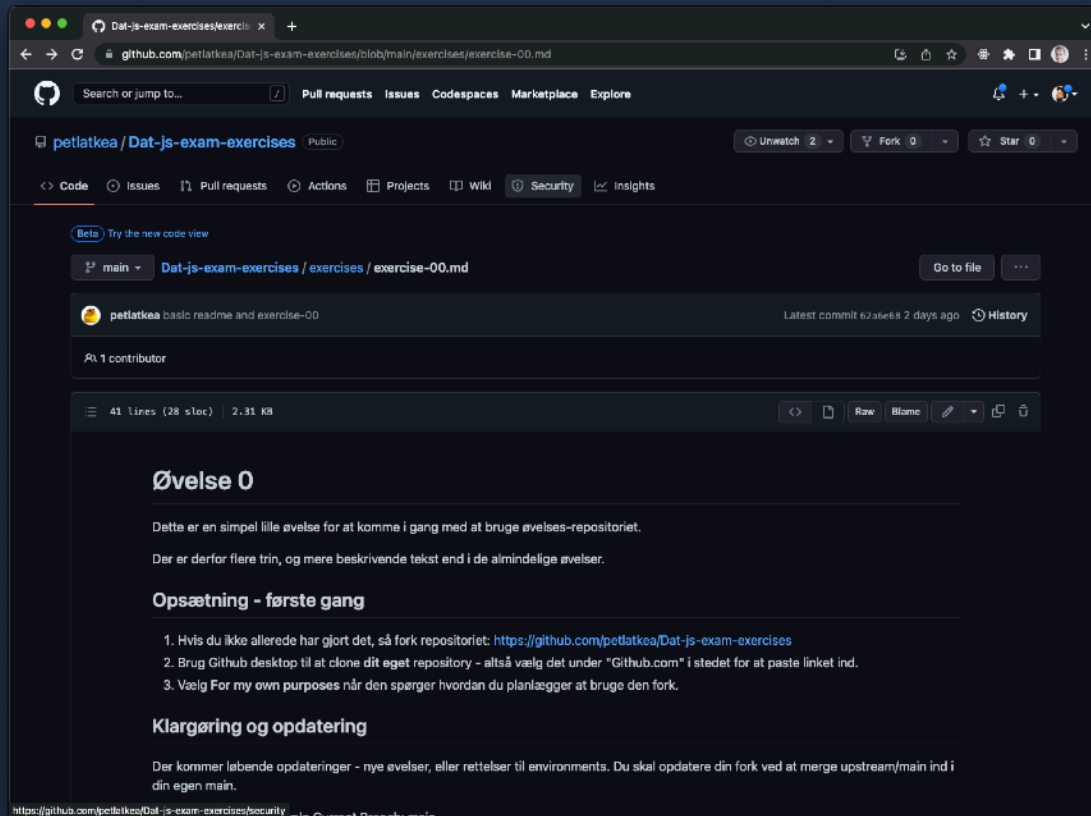 Dat-js-exam-exercises/exercis
github.com/petlatkea/Dat-js-exam-exercises/blob/main/exercises/exercise-00.md
Search or jump to... / Pull requests Issues Codespaces Marketplace Explore
petlatkea / Dat-js-exam-exercises Public Unwatch 2 Fork 0 Star 0
Code Issues Pull requests Actions Projects Wiki Security Insights
Beta Try the new code view
main Dat-js-exam-exercises / exercises / exercise-00.md Go to file ...
petlatkea basic readme and exercise-00 Latest commit 62a6e68 2 days ago History
1 contributor
41 lines (28 sloc) 2.31 KB Raw Blame
Øvelse 0
Dette er en simpel lille øvelse for at komme i gang med at bruge øvelses-repositoriet.
Der er derfor flere trin, og mere beskrivende tekst end i de almindelige øvelser.
Opsætning - første gang
1. Hvis du ikke allerede har gjort det, så fork repositoriet: https://github.com/petlatkea/Dat-js-exam-exercises
2. Brug Github desktop til at clone dit eget repository - altså vælg det under "Github.com" i stedet for at paste linket ind.
3. Vælg For my own purposes når den spørger hvordan du planlægger at bruge den fork.
Klargøring og opdatering
Der kommer løbende opdateringer - nye øvelser, eller rettelser til environments. Du skal opdatere din fork ved at merge upstream/main ind i
din egen main.
https://github.com/petlatkea/Dat-js-exam-exercises/security